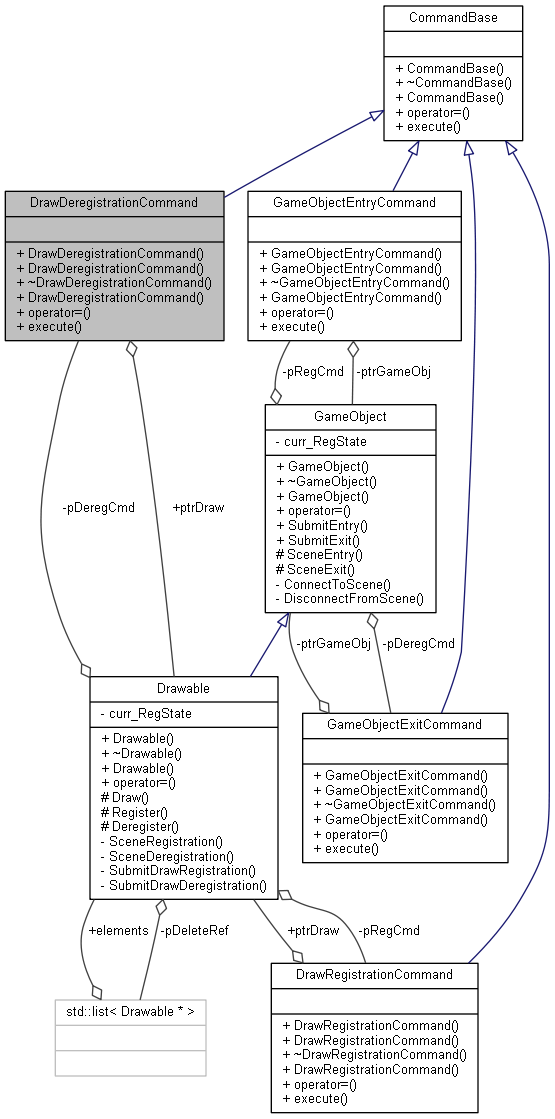 CommandBase
+ CommandBase()
+ ~CommandBase()
+ CommandBase()
+ operator=()
+ execute()
DrawDeregistrationCommand
+ DrawDeregistrationCommand()
+ DrawDeregistrationCommand()
+ ~DrawDeregistrationCommand()
+ DrawDeregistrationCommand()
+ operator=()
+ execute()
GameObjectEntryCommand
+ GameObjectEntryCommand()
+ GameObjectEntryCommand()
+ ~GameObjectEntryCommand()
+ GameObjectEntryCommand()
+ operator=()
+ execute()
-pRegCmd
-ptrGameObj
GameObject
- curr_RegState
+ GameObject()
+ ~GameObject()
+ GameObject()
+ operator=()
+ SubmitEntry()
+ SubmitExit()
# SceneEntry()
# SceneExit()
- ConnectToScene()
- DisconnectFromScene()
-pDeregCmd
+ptrDraw
-ptrGameObj
-pDeregCmd
Drawable
- curr_RegState
+ Drawable()
+ ~Drawable()
+ Drawable()
+ operator=()
# Draw()
# Register()
# Deregister()
- SceneRegistration()
- SceneDeregistration()
- SubmitDrawRegistration()
- SubmitDrawDeregistration()
GameObjectExitCommand
+ GameObjectExitCommand()
+ GameObjectExitCommand()
+ ~GameObjectExitCommand()
+ GameObjectExitCommand()
+ operator=()
+ execute()
+elements
-pDeleteRef
+ptrDraw
-pRegCmd
std::list< Drawable * >
DrawRegistrationCommand
+ DrawRegistrationCommand()
+ DrawRegistrationCommand()
+ ~DrawRegistrationCommand()
+ DrawRegistrationCommand()
+ operator=()
+ execute()